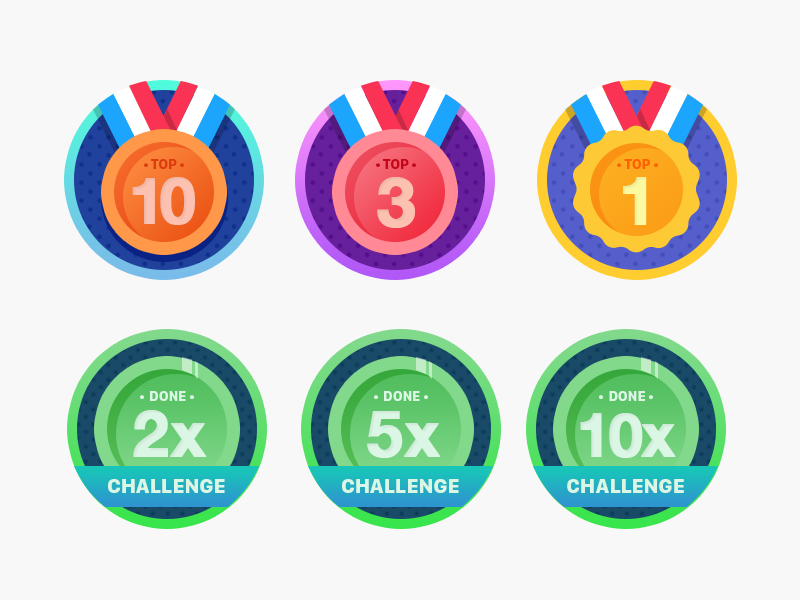 • TOP •
10
• TOP •
3
• TOP •
1
• DONE •
2x
CHALLENGE
• DONE •
5x
CHALLENGE
• DONE •
10x
CHALLENGE